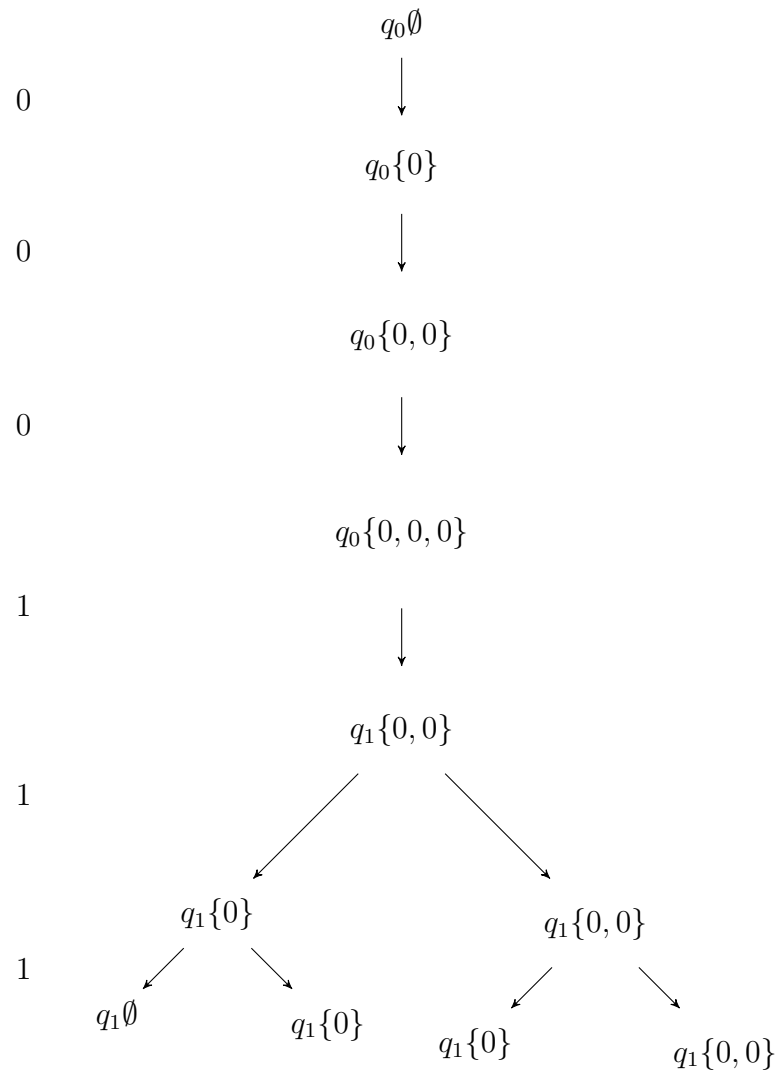 q₀∅
0
q₀{0}
0
q₀{0, 0}
0
q₀{0, 0, 0}
1
q₁{0, 0}
1
q₁{0} q₁{0, 0}
1
q₁∅ q₁{0} q₁{0} q₁{0, 0}